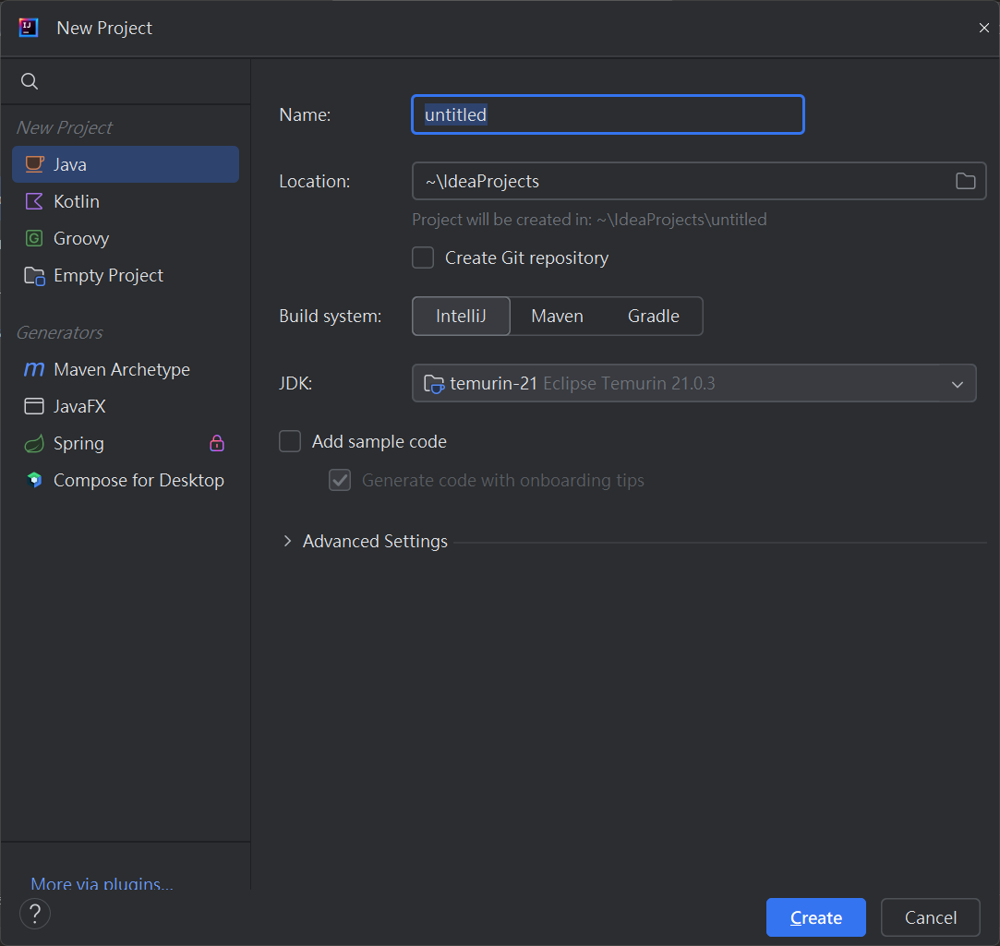 New Project
New Project
Java
Kotlin
Groovy
Empty Project
Generators
Maven Archetype
JavaFX
Spring
Compose for Desktop
More via plugins...
Name:
untitled
Location:
~\IdeaProjects
Project will be created in: ~\IdeaProjects\untitled
Create Git repository
Build system:
IntelliJ
Maven
Gradle
JDK:
temurin-21 Eclipse Temurin 21.0.3
Add sample code
Generate code with onboarding tips
Advanced Settings
?
Create
Cancel